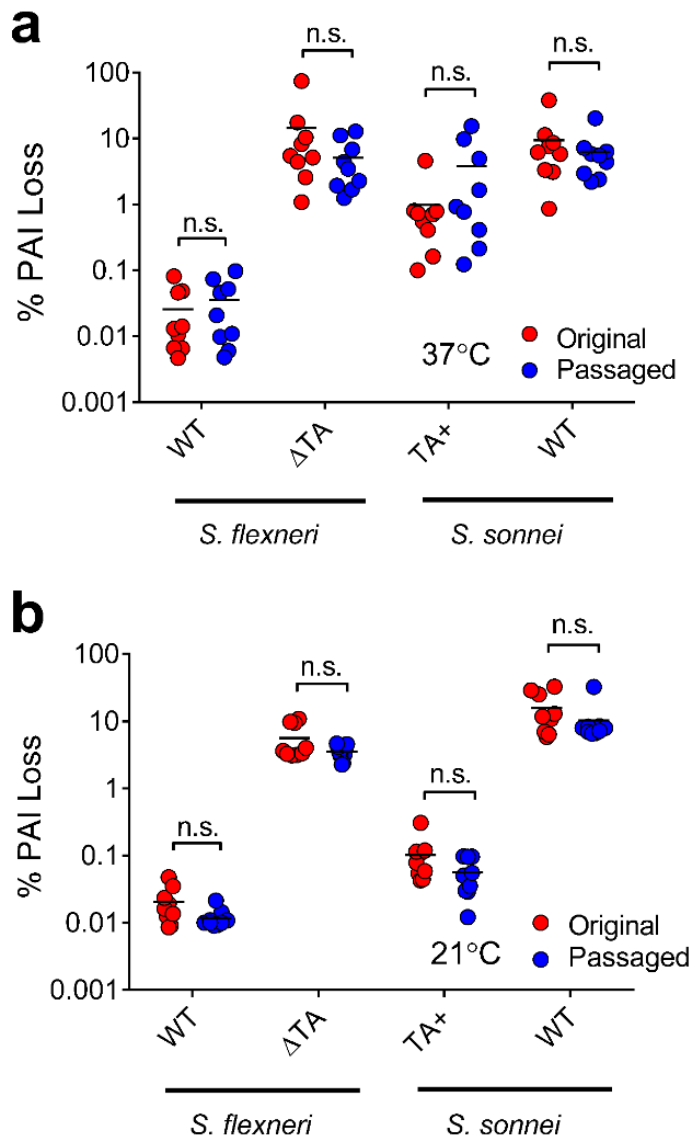 a
n.s.
n.s.
n.s.
n.s.
% PAI Loss
100
10
1
0.1
0.01
0.001
37°C
Original
Passaged
WT
ΔTA
TA+
WT
S. flexneri
S. sonnei
b
n.s.
n.s.
n.s.
n.s.
% PAI Loss
100
10
1
0.1
0.01
0.001
21°C
Original
Passaged
WT
ΔTA
TA+
WT
S. flexneri
S. sonnei